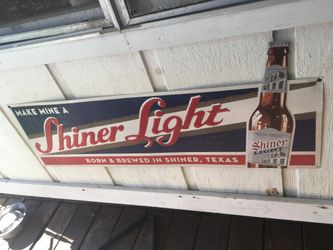 MAKE MINE A
Shiner Light
BORN & BREWED IN SHINER, TEXAS
Shiner